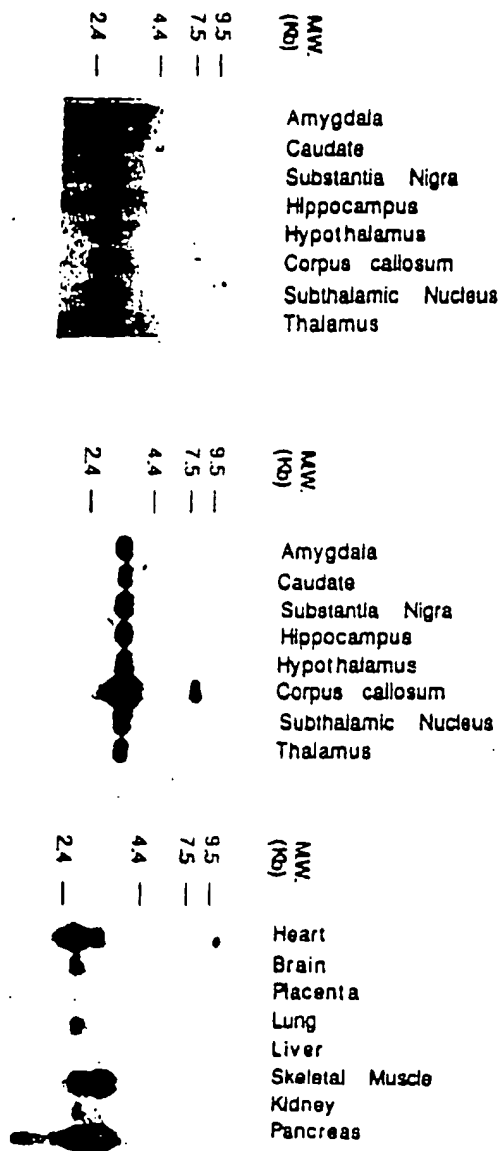 MW.
(Kb)
9.5
7.5
4.4
2.4
Amygdala
Caudate
Substantia Nigra
Hippocampus
Hypothalamus
Corpus callosum
Subthalamic Nucleus
Thalamus
MW.
(Kb)
9.5
7.5
4.4
2.4
Amygdala
Caudate
Substantia Nigra
Hippocampus
Hypothalamus
Corpus callosum
Subthalamic Nucleus
Thalamus
MW.
(Kb)
9.5
7.5
4.4
2.4
Heart
Brain
Placenta
Lung
Liver
Skeletal Muscle
Kidney
Pancreas